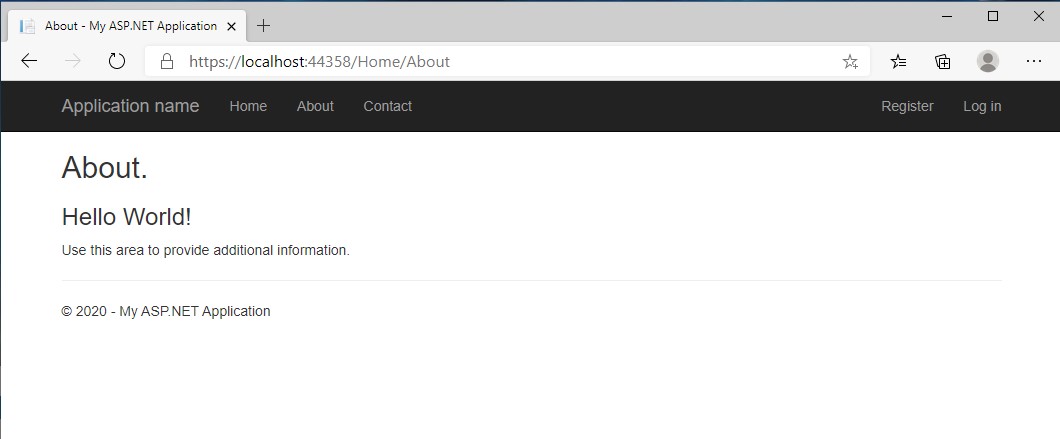 About - My ASP.NET Application
https://localhost:44358/Home/About
Application name Home About Contact Register Log in
About.
Hello World!
Use this area to provide additional information.
© 2020 - My ASP.NET Application